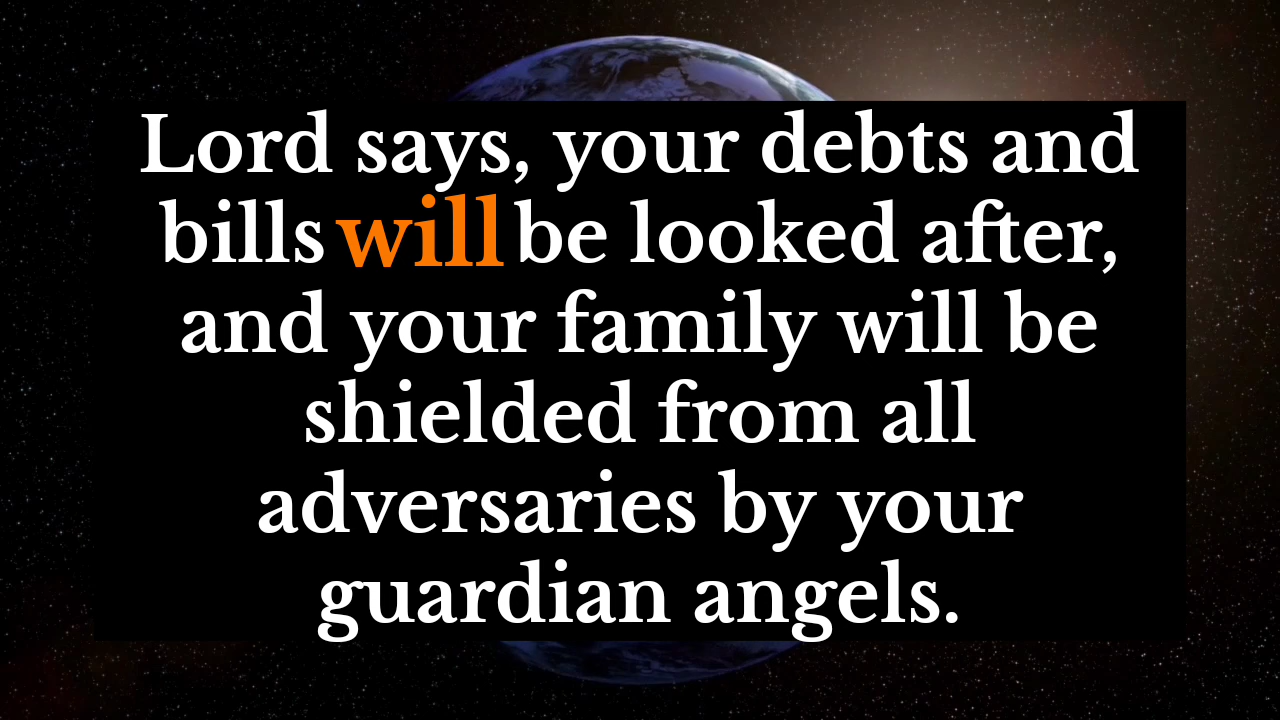 Lord says, your debts and
bills will be looked after,
and your family will be
shielded from all
adversaries by your
guardian angels.